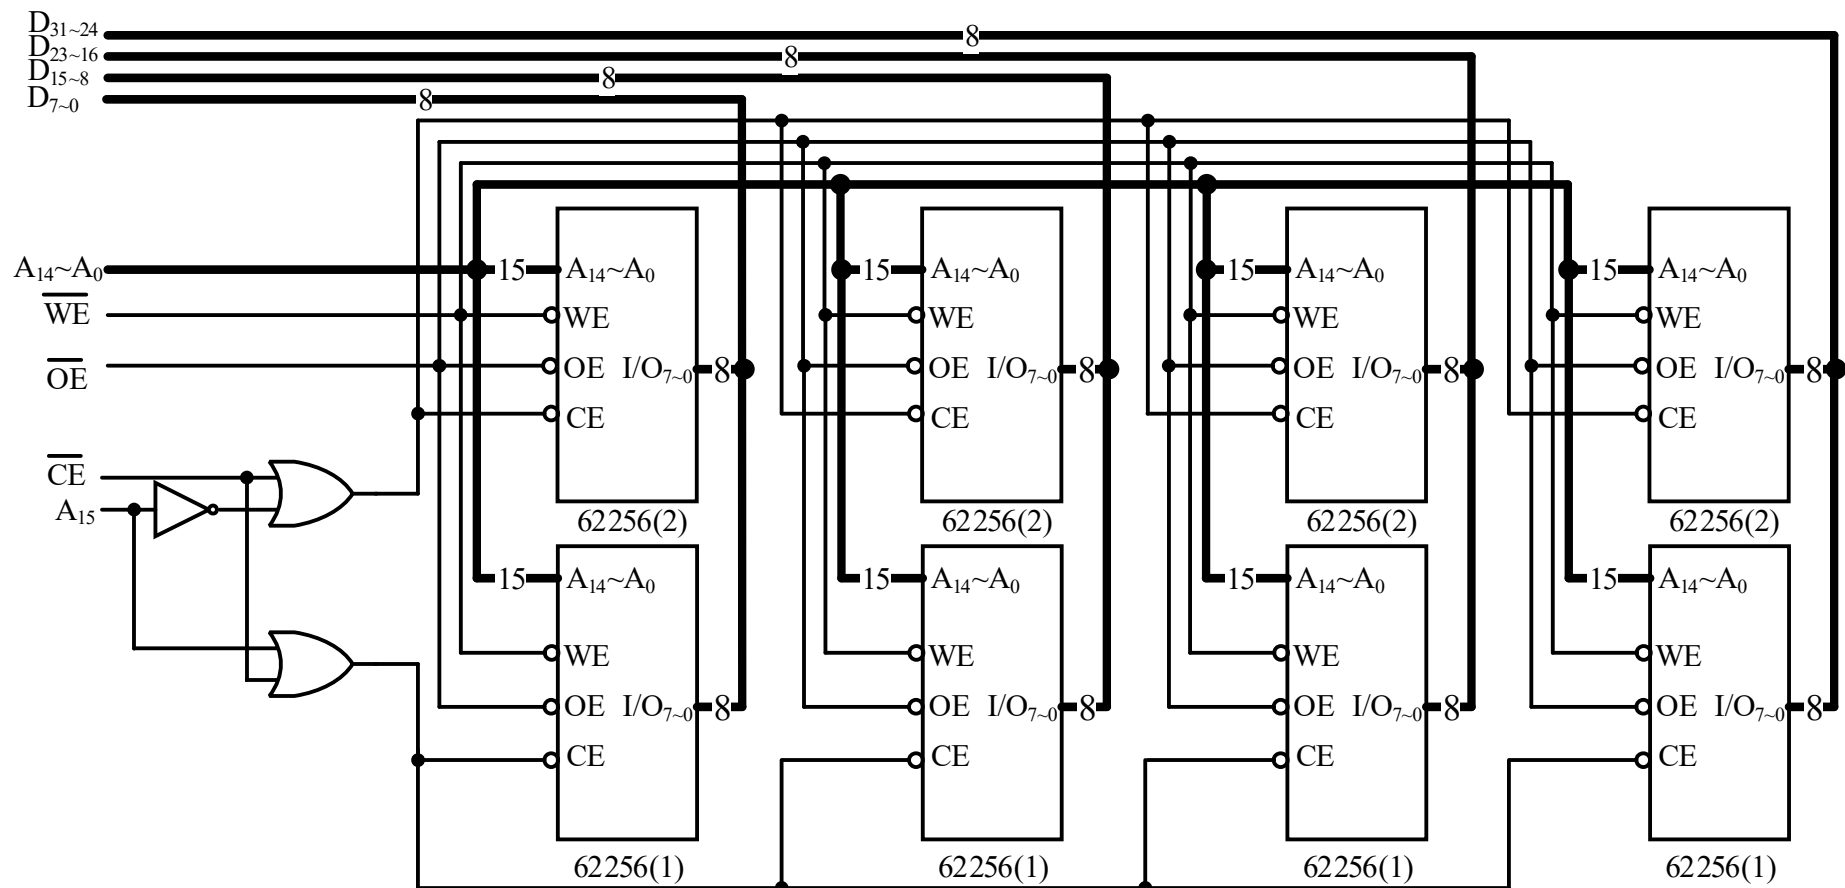 D31~24
8
D23~16
8
D15~8
8
D7~0
8
A14~A0 15 A14~A0 15 A14~A0 15 A14~A0 15 A14~A0
WE WE WE WE WE
OE OE I/O7~0 8 OE I/O7~0 8 OE I/O7~0 8 OE I/O7~0 8
CE CE CE CE
CE
A15
62256(2) 62256(2) 62256(2) 62256(2)
15 A14~A0 15 A14~A0 15 A14~A0 15 A14~A0
WE WE WE WE
OE I/O7~0 8 OE I/O7~0 8 OE I/O7~0 8 OE I/O7~0 8
CE CE CE CE
62256(1) 62256(1) 62256(1) 62256(1)